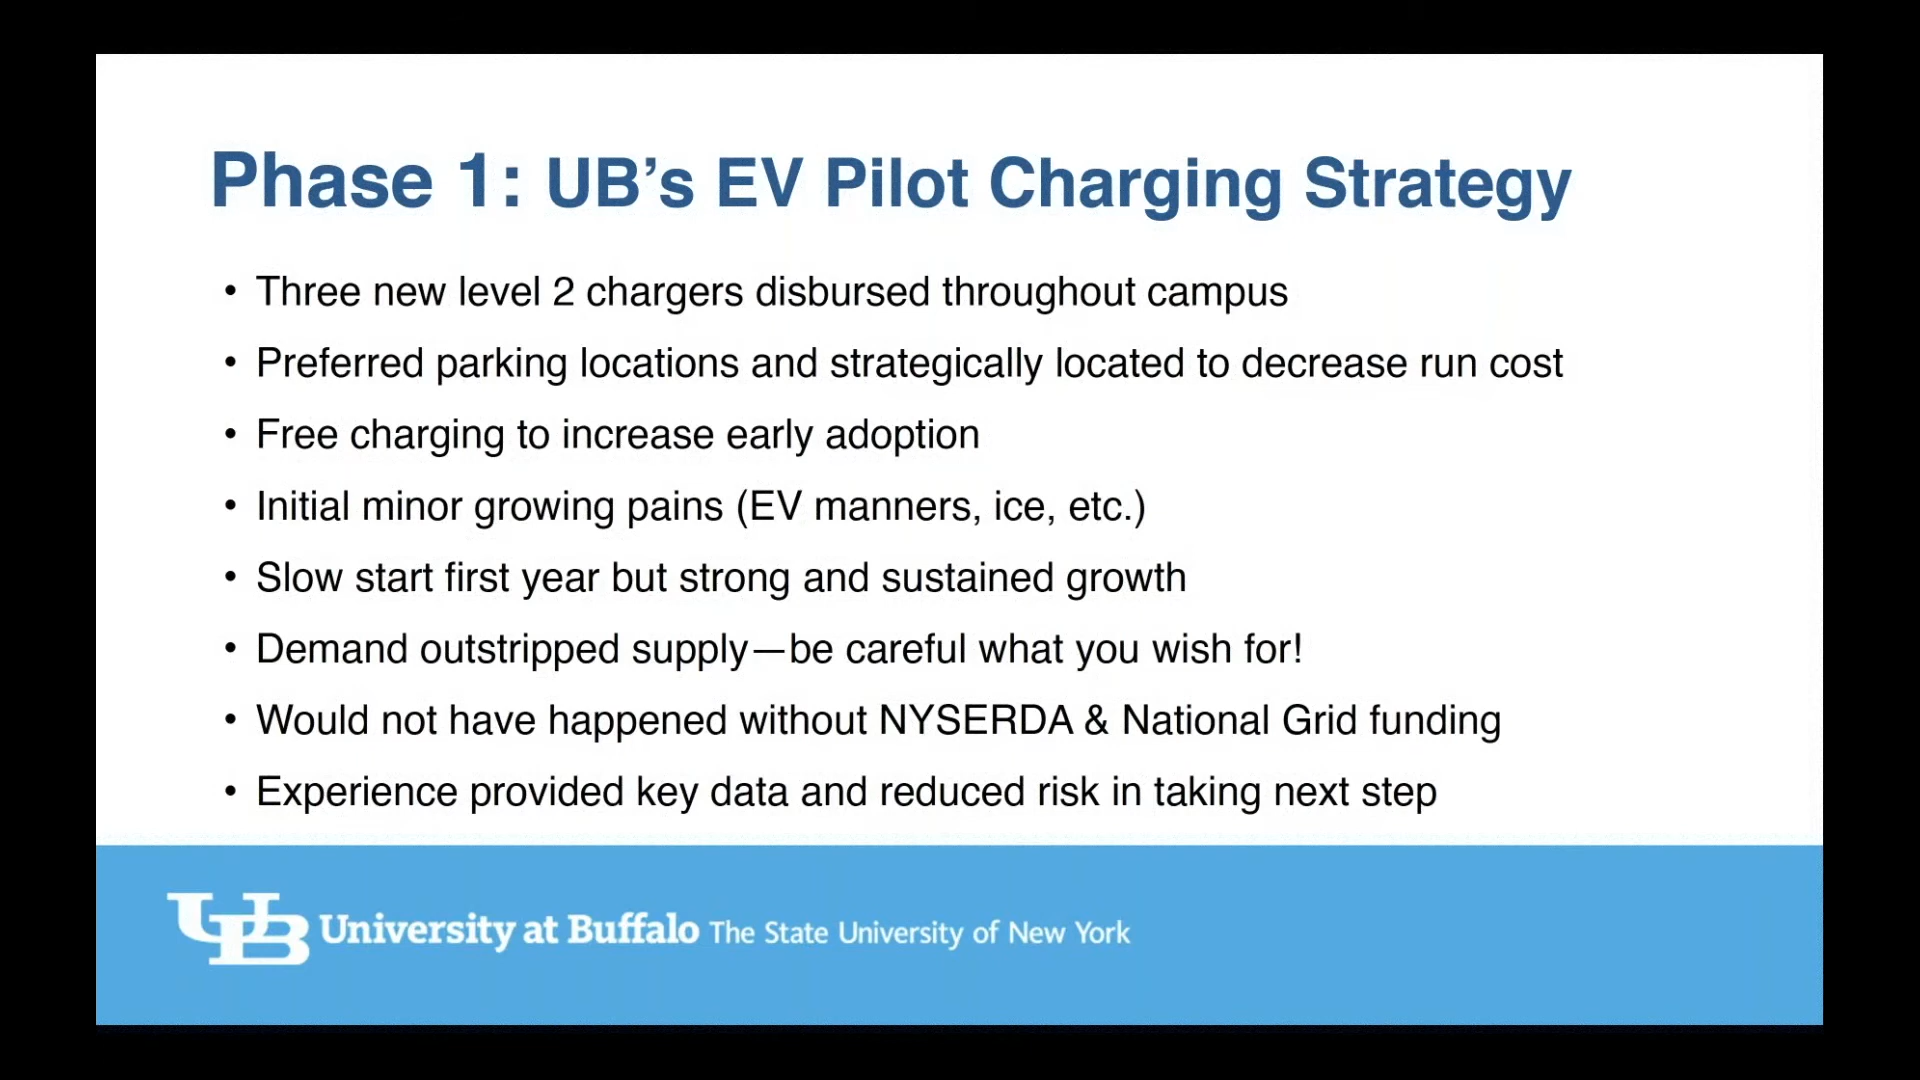 Phase 1: UB’s EV Pilot Charging Strategy
• Three new level 2 chargers disbursed throughout campus
• Preferred parking locations and strategically located to decrease run cost
• Free charging to increase early adoption
• Initial minor growing pains (EV manners, ice, etc.)
• Slow start first year but strong and sustained growth
• Demand outstripped supply—be careful what you wish for!
• Would not have happened without NYSERDA & National Grid funding
• Experience provided key data and reduced risk in taking next step
UB University at Buffalo The State University of New York